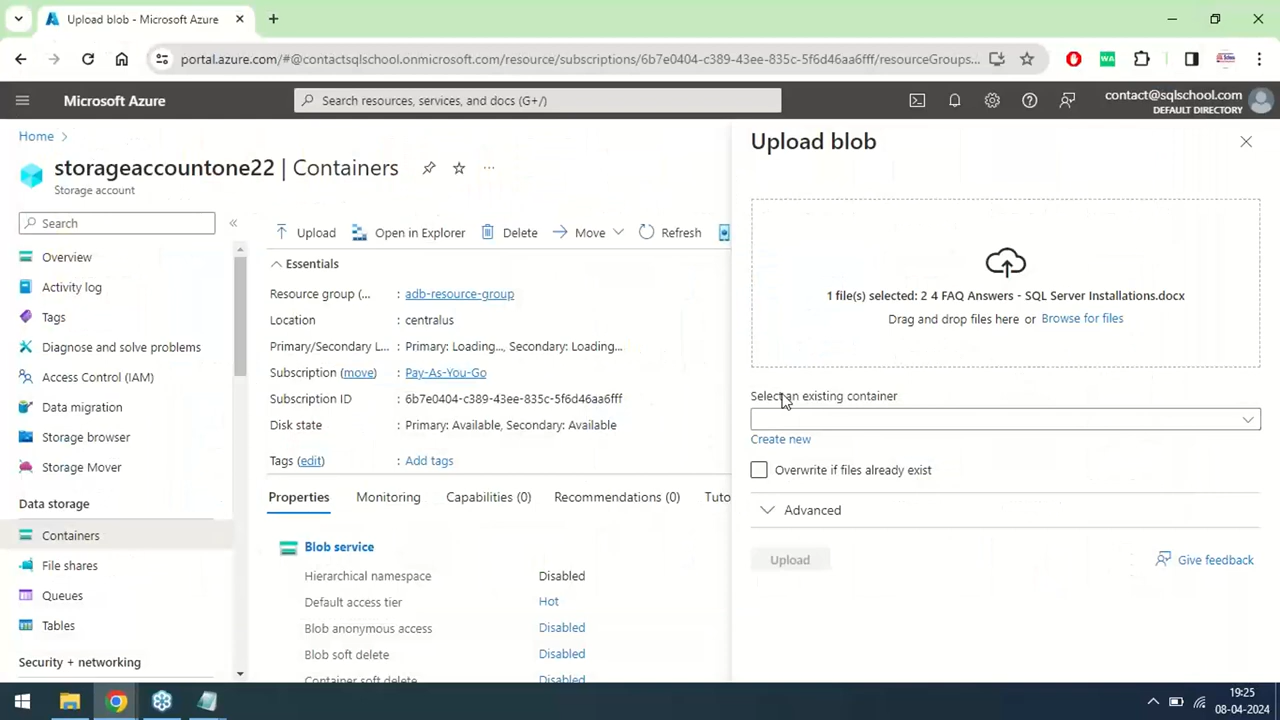 Upload blob - Microsoft Azure
portal.azure.com/#@contactsqlschoolonmicrosoft.com/resource/subscriptions/6b7e0404-c389-43ee-835c-5f6d46aa6fff/resourceGroups...
Microsoft Azure
Search resources, services, and docs (G+/)
contact@sqlschool.com
DEFAULT DIRECTORY
Home
storageaccountone22 | Containers
Storage account
Search
Overview
Activity log
Tags
Diagnose and solve problems
Access Control (IAM)
Data migration
Storage browser
Storage Mover
Data storage
Containers
File shares
Queues
Tables
Security + networking
Upload
Open in Explorer
Delete
Move
Refresh
Essentials
Resource group (... : adb-resource-group
Location : centralus
Primary/Secondary L... : Primary: Loading..., Secondary: Loading...
Subscription (move) : Pay-As-You-Go
Subscription ID : 6b7e0404-c389-43ee-835c-5f6d46aa6fff
Disk state : Primary: Available, Secondary: Available
Tags (edit) : Add tags
Properties
Monitoring
Capabilities (0)
Recommendations (0)
Tuto
Blob service
Hierarchical namespace Disabled
Default access tier Hot
Blob anonymous access Disabled
Blob soft delete Disabled
Container soft delete Disabled
Upload blob
1 file(s) selected: 2 4 FAQ Answers - SQL Server Installations.docx
Drag and drop files here or Browse for files
Select an existing container
Create new
Overwrite if files already exist
Advanced
Upload
Give feedback
19:25
08-04-2024